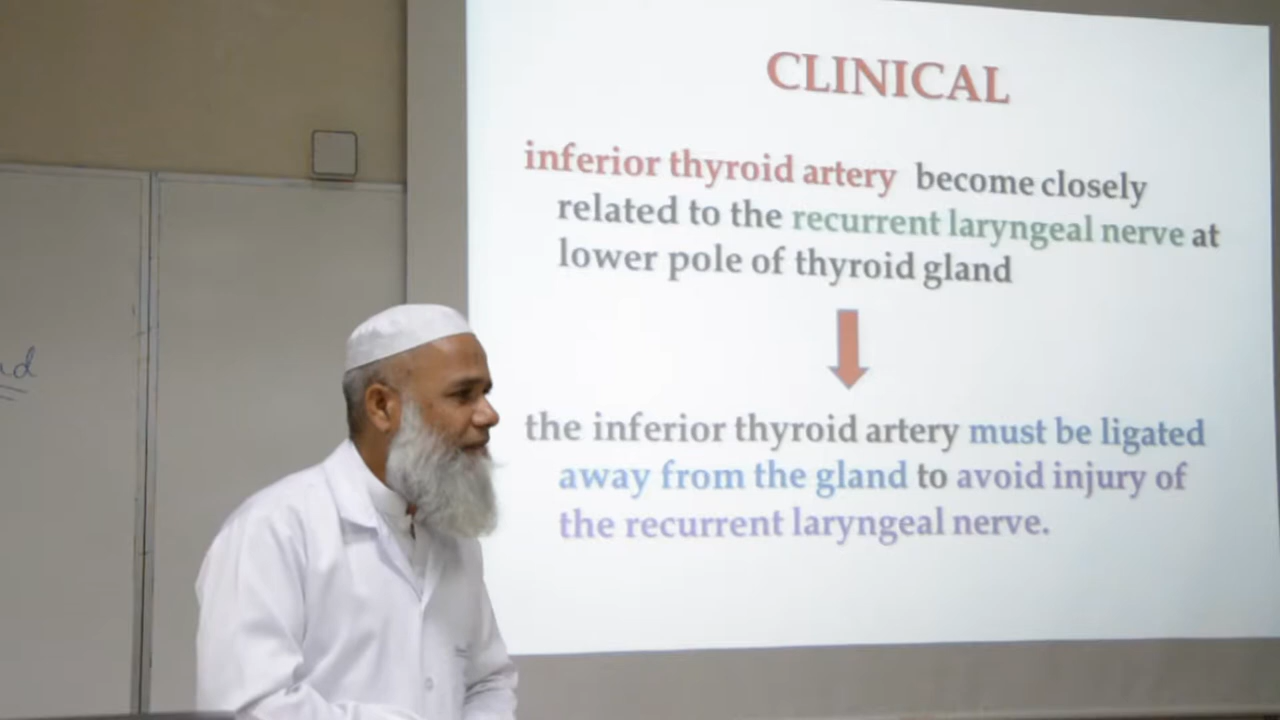 CLINICAL
inferior thyroid artery become closely
related to the recurrent laryngeal nerve at
lower pole of thyroid gland
the inferior thyroid artery must be ligated
away from the gland to avoid injury of
the recurrent laryngeal nerve.